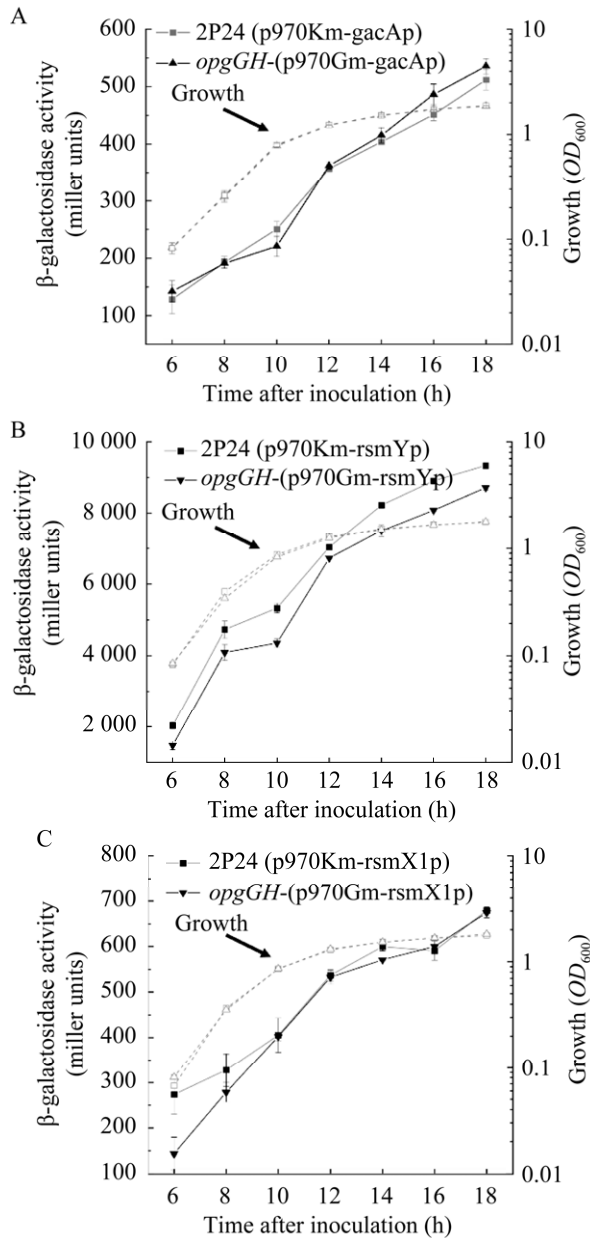 A
2P24 (p970Km-gacAp)
opgGH-(p970Gm-gacAp)
Growth
600
500
400
300
200
100
β-galactosidase activity
(miller units)
10
1
0.1
0.01
Growth (OD600)
6 8 10 12 14 16 18
Time after inoculation (h)
B
2P24 (p970Km-rsmYp)
opgGH-(p970Gm-rsmYp)
Growth
10 000
8 000
6 000
4 000
2 000
β-galactosidase activity
(miller units)
10
1
0.1
0.01
Growth (OD600)
6 8 10 12 14 16 18
Time after inoculation (h)
C
2P24 (p970Km-rsmX1p)
opgGH-(p970Gm-rsmX1p)
Growth
800
700
600
500
400
300
200
100
β-galactosidase activity
(miller units)
10
1
0.1
0.01
Growth (OD600)
6 8 10 12 14 16 18
Time after inoculation (h)